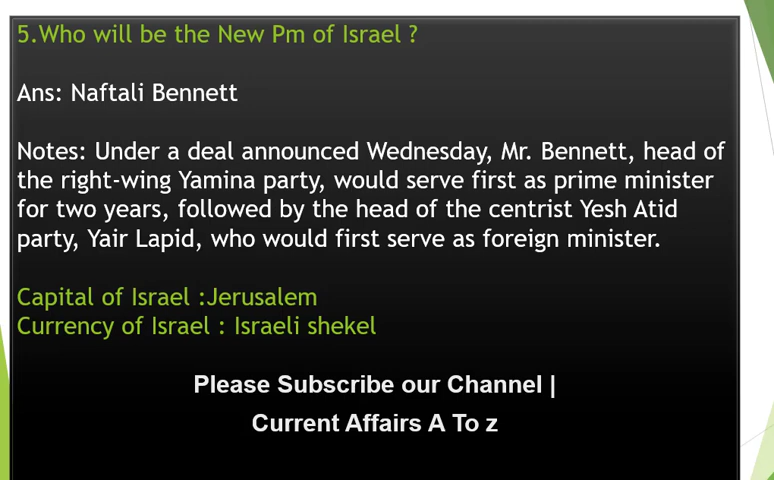 5.Who will be the New Pm of Israel ?
Ans: Naftali Bennett
Notes: Under a deal announced Wednesday, Mr. Bennett, head of
the right-wing Yamina party, would serve first as prime minister
for two years, followed by the head of the centrist Yesh Atid
party, Yair Lapid, who would first serve as foreign minister.
Capital of Israel :Jerusalem
Currency of Israel : Israeli shekel
Please Subscribe our Channel |
Current Affairs A To z